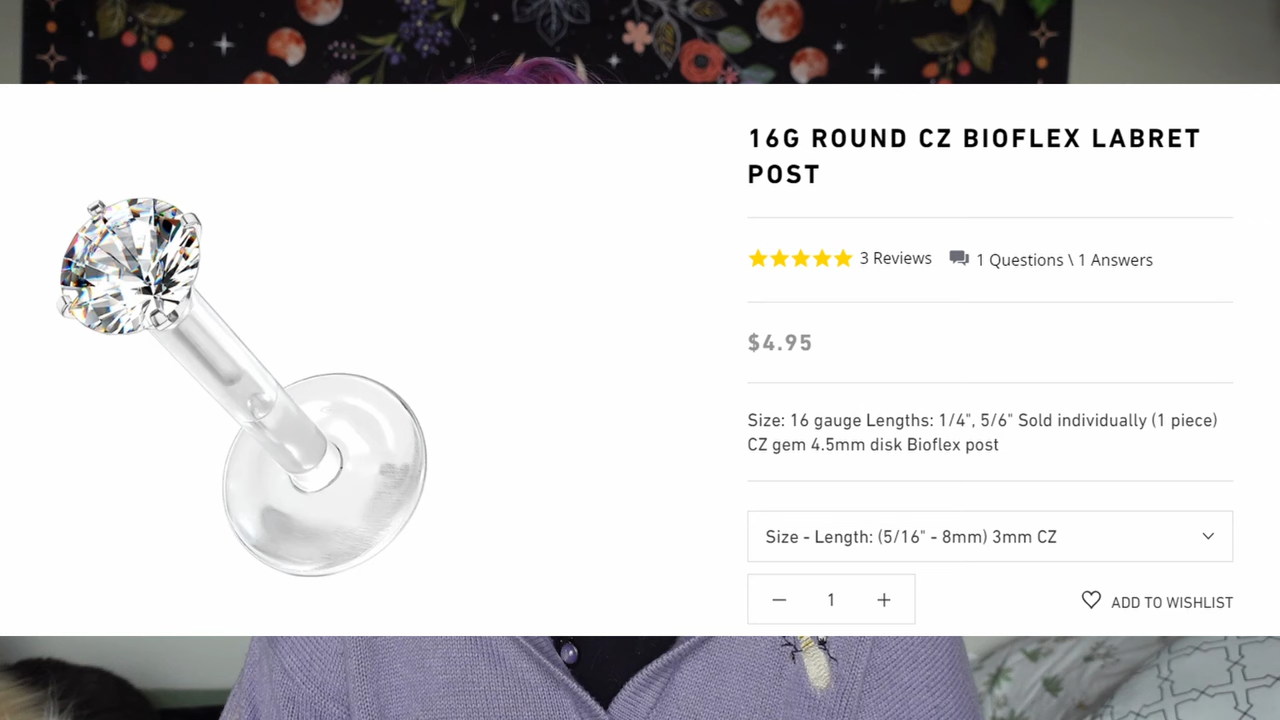 16G ROUND CZ BIOFLEX LABRET
POST
3 Reviews
1 Questions \ 1 Answers
$4.95
Size: 16 gauge Lengths: 1/4", 5/6" Sold individually (1 piece)
CZ gem 4.5mm disk Bioflex post
Size - Length: (5/16" - 8mm) 3mm CZ
1
ADD TO WISHLIST